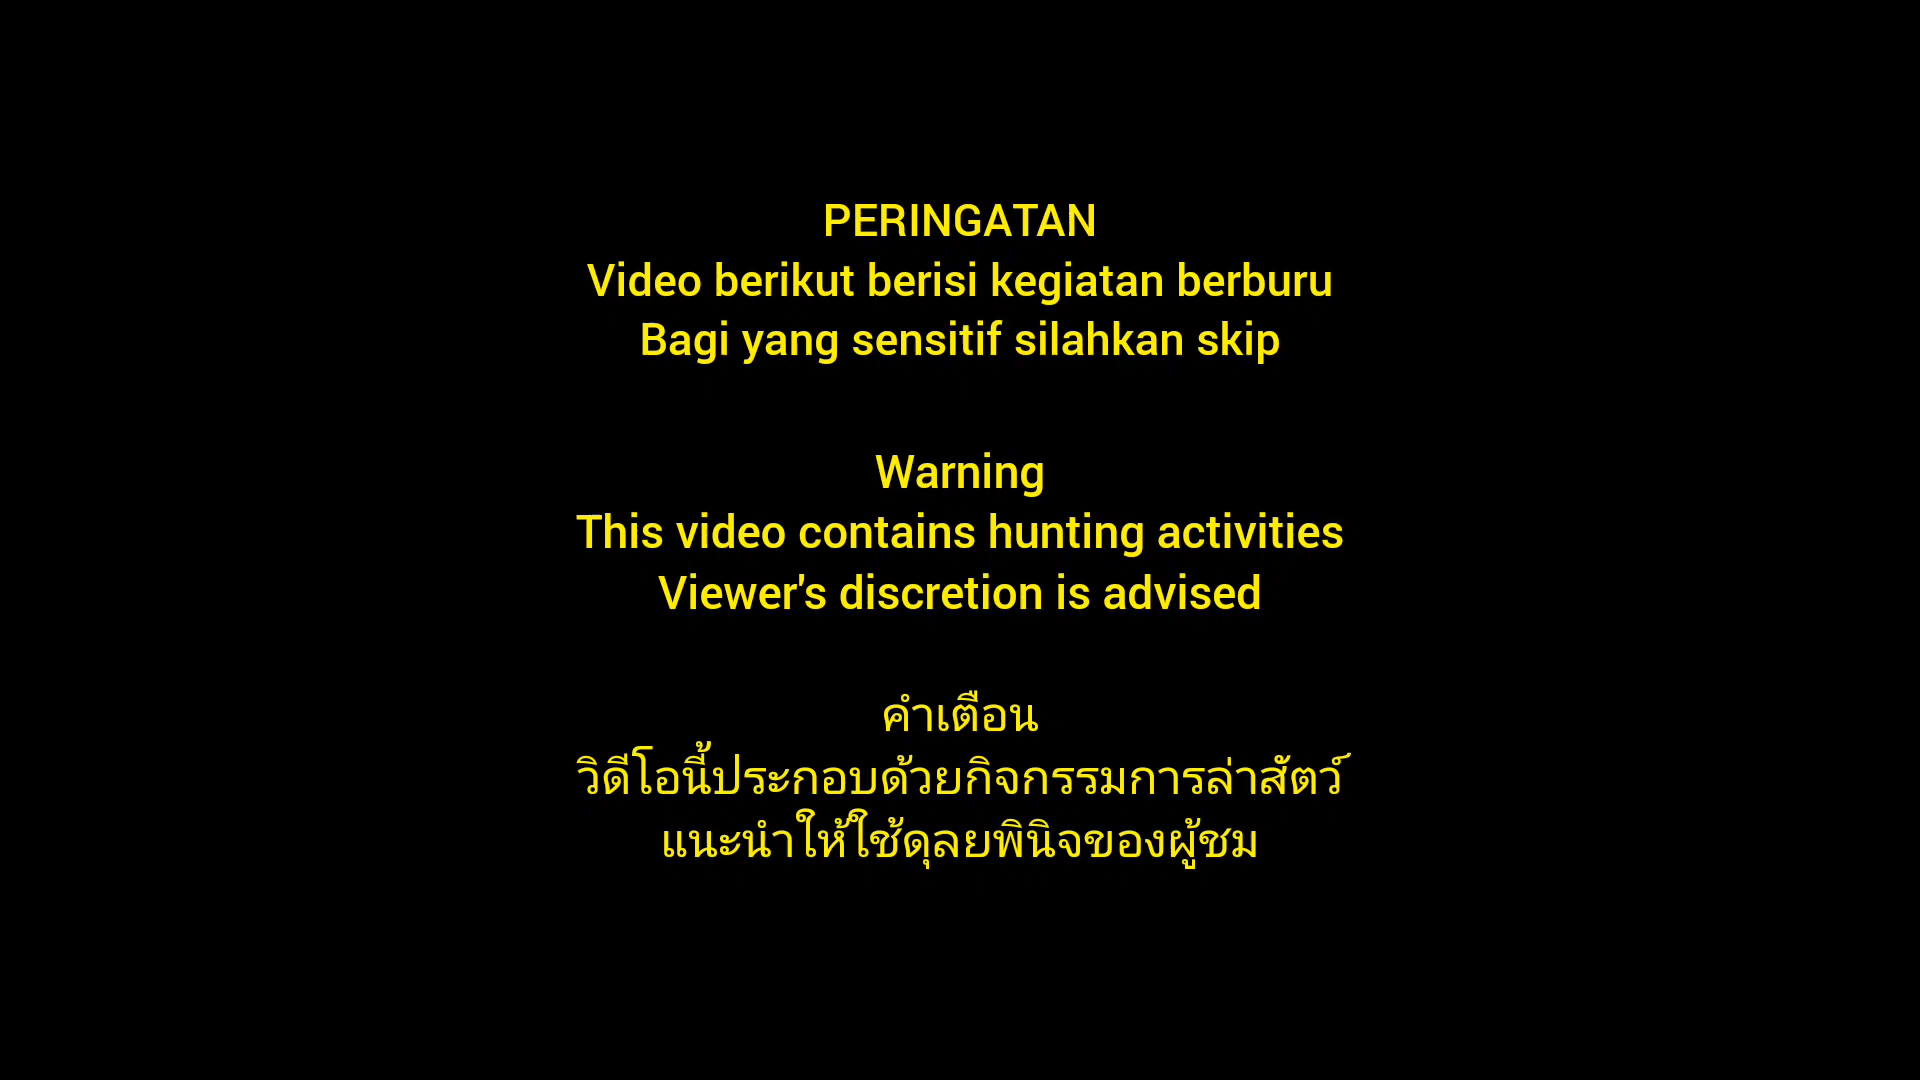 PERINGATAN
Video berikut berisi kegiatan berburu
Bagi yang sensitif silahkan skip
Warning
This video contains hunting activities
Viewer's discretion is advised
คำเตือน
วิดีโอนี้ประกอบด้วยกิจกรรมการล่าสัตว์
แนะนำให้ใช้ดุลยพินิจของผู้ชม